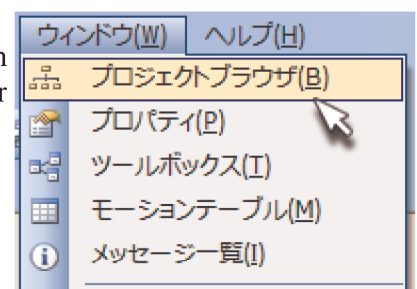 ウィンドウ(W) ヘルプ(H)
プロジェクトブラウザ(B)
プロパティ(P)
ツールボックス(T)
モーションテーブル(M)
メッセージ一覧(I)